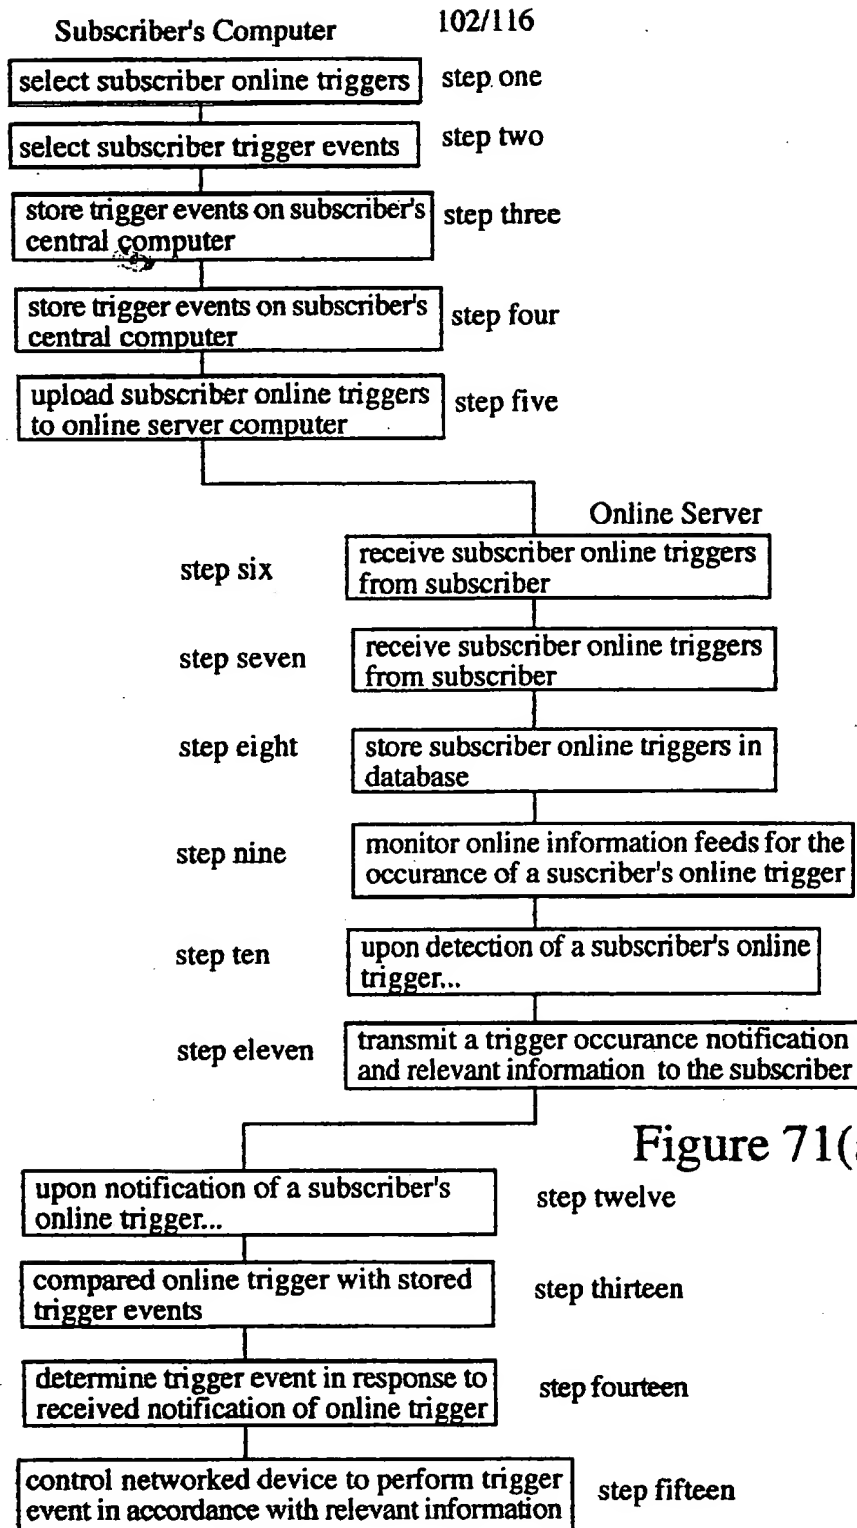 Subscriber's Computer
102/116
select subscriber online triggers
step one
select subscriber trigger events
step two
store trigger events on subscriber's
central computer
step three
store trigger events on subscriber's
central computer
step four
upload subscriber online triggers
to online server computer
step five
Online Server
step six
receive subscriber online triggers
from subscriber
step seven
receive subscriber online triggers
from subscriber
step eight
store subscriber online triggers in
database
step nine
monitor online information feeds for the
occurance of a suscriber's online trigger
step ten
upon detection of a subscriber's online
trigger...
step eleven
transmit a trigger occurance notification
and relevant information to the subscriber
Figure 71(a
upon notification of a subscriber's
online trigger...
step twelve
compared online trigger with stored
trigger events
step thirteen
determine trigger event in response to
received notification of online trigger
step fourteen
control networked device to perform trigger
event in accordance with relevant information
step fifteen